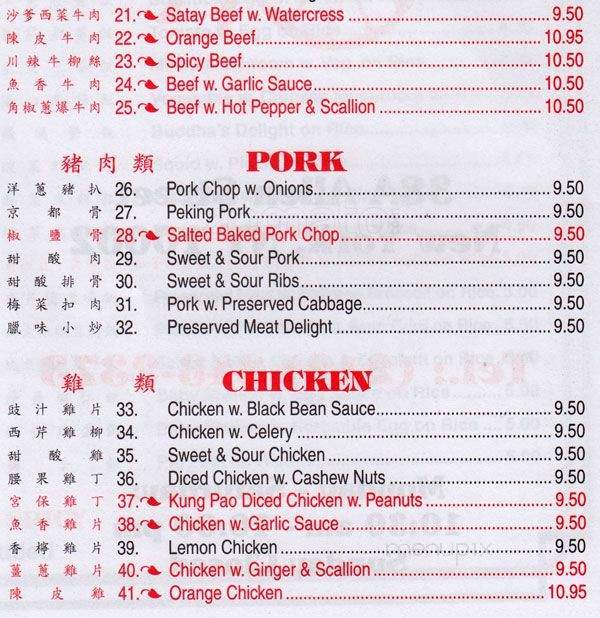 沙爹西菜牛肉 21. Satay Beef w. Watercress 9.50
陳皮牛肉 22. Orange Beef 10.95
川辣牛柳絲 23. Spicy Beef 10.50
魚香牛肉 24. Beef w. Garlic Sauce 10.50
角椒蔥爆牛肉 25. Beef w. Hot Pepper & Scallion 10.50
豬肉類 PORK
洋蔥豬扒 26. Pork Chop w. Onions 9.50
京都骨 27. Peking Pork 9.50
椒鹽骨 28. Salted Baked Pork Chop 9.50
甜酸肉 29. Sweet & Sour Pork 9.50
甜酸排骨 30. Sweet & Sour Ribs 9.50
梅菜扣肉 31. Pork w. Preserved Cabbage 9.50
臘味小炒 32. Preserved Meat Delight 9.50
雞類 CHICKEN
豉汁雞片 33. Chicken w. Black Bean Sauce 9.50
西芹雞柳 34. Chicken w. Celery 9.50
甜酸雞 35. Sweet & Sour Chicken 9.50
腰果雞丁 36. Diced Chicken w. Cashew Nuts 9.50
宮保雞丁 37. Kung Pao Diced Chicken w. Peanuts 9.50
魚香雞片 38. Chicken w. Garlic Sauce 9.50
香檸雞片 39. Lemon Chicken 9.50
薑蔥雞片 40. Chicken w. Ginger & Scallion 9.50
陳皮雞 41. Orange Chicken 10.95